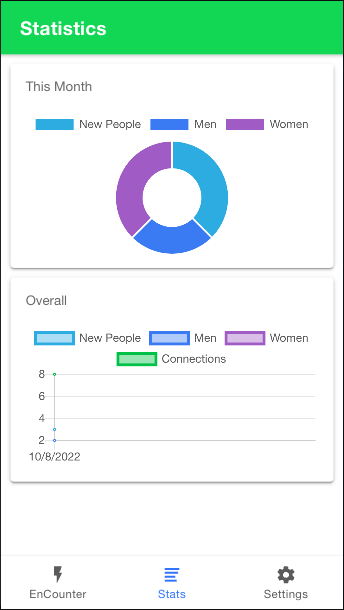 Statistics
This Month
New People Men Women
Overall
New People Men Women
Connections
8
6
4
2
10/8/2022
EnCounter Stats Settings